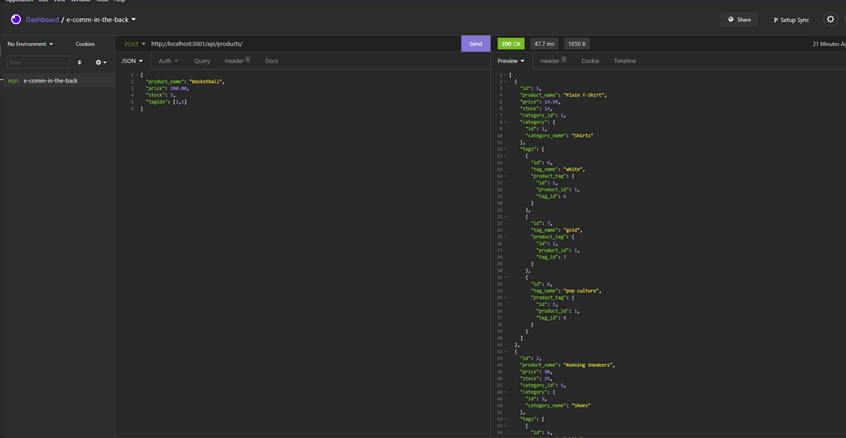 Application Edit View Window Tools Help
Dashboard / e-comm-in-the-back
Share
Setup Sync
No Environment
Cookies
POST http://localhost:3001/api/products/
Send
200 OK
47.7 ms
1650 B
21 Minutes Ag
Filter
JSON
Auth
Query
Header
Docs
Preview
Header
Cookie
Timeline
POST e-comm-in-the-back
1 {
2 "product_name": "Basketball",
3 "price": 200.00,
4 "stock": 3,
5 "tagIds": [2,3]
6 }
1 [
2 {
3 "id": 1,
4 "product_name": "Plain T-Shirt",
5 "price": 14.99,
6 "stock": 14,
7 "category_id": 1,
8 "category": {
9 "id": 1,
10 "category_name": "Shirts"
11 },
12 "tags": [
13 {
14 "id": 6,
15 "tag_name": "white",
16 "product_tag": {
17 "id": 1,
18 "product_id": 1,
19 "tag_id": 6
20 }
21 },
22 {
23 "id": 7,
24 "tag_name": "gold",
25 "product_tag": {
26 "id": 2,
27 "product_id": 1,
28 "tag_id": 7
29 }
30 },
31 {
32 "id": 8,
33 "tag_name": "pop culture",
34 "product_tag": {
35 "id": 3,
36 "product_id": 1,
37 "tag_id": 8
38 }
39 }
40 ]
41 },
42 {
43 "id": 2,
44 "product_name": "Running Sneakers",
45 "price": 90,
46 "stock": 25,
47 "category_id": 5,
48 "category": {
49 "id": 5,
50 "category_name": "Shoes"
51 },
52 "tags": [
53 {
54 "id": 6,